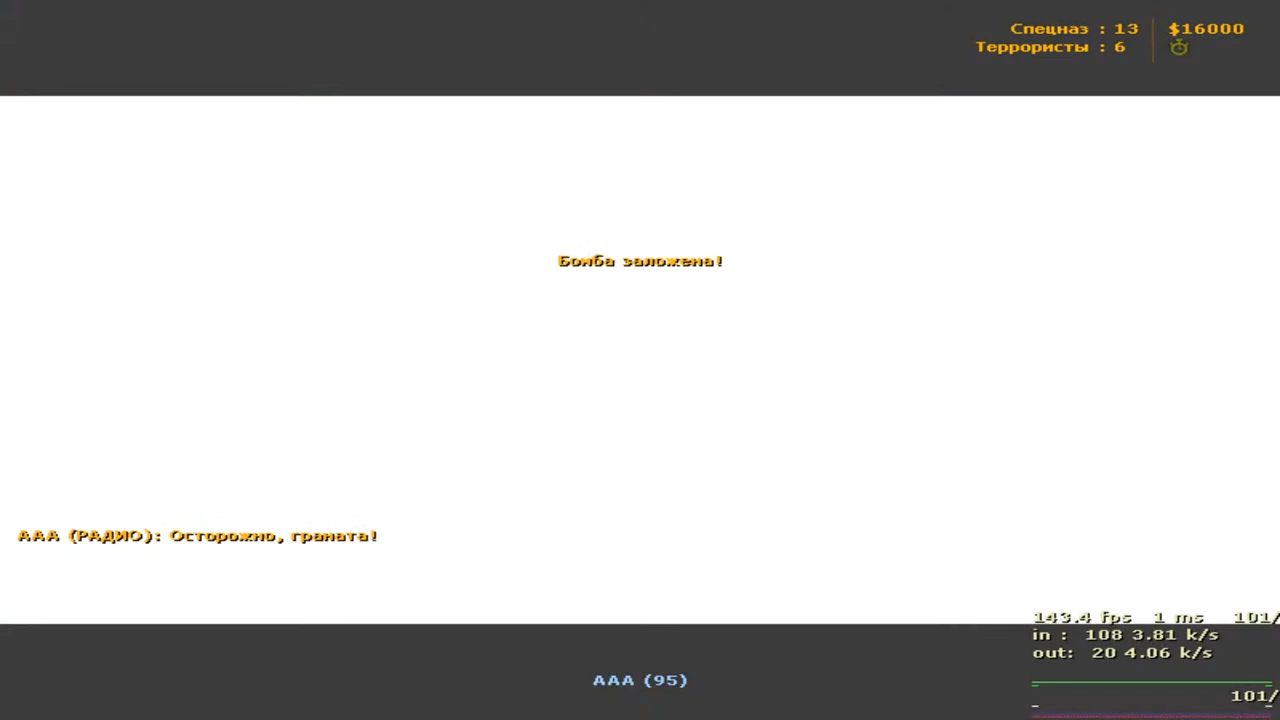 Спецназ : 13
$16000
Террористы : 6
Бомба заложена!
AAA (РАДИО): Осторожно, граната!
143.4 fps 1 ms 101/
in : 108 3.81 k/s
out: 20 4.06 k/s
AAA (95)
101/